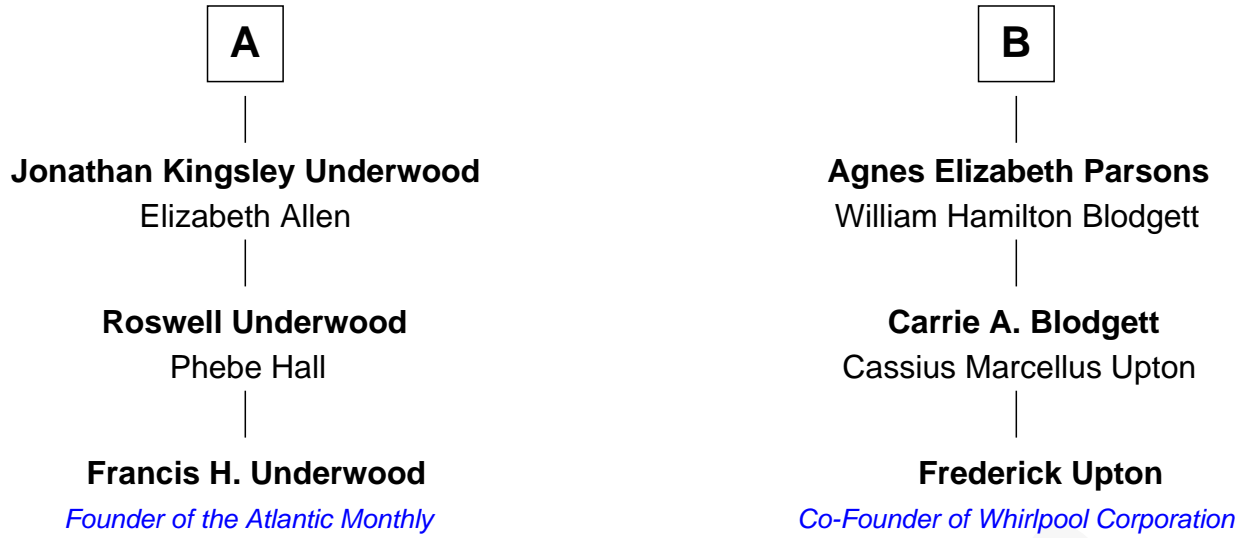 A
Jonathan Kingsley Underwood
Elizabeth Allen
Roswell Underwood
Phebe Hall
Francis H. Underwood
Founder of the Atlantic Monthly
B
Agnes Elizabeth Parsons
William Hamilton Blodgett
Carrie A. Blodgett
Cassius Marcellus Upton
Frederick Upton
Co-Founder of Whirlpool Corporation